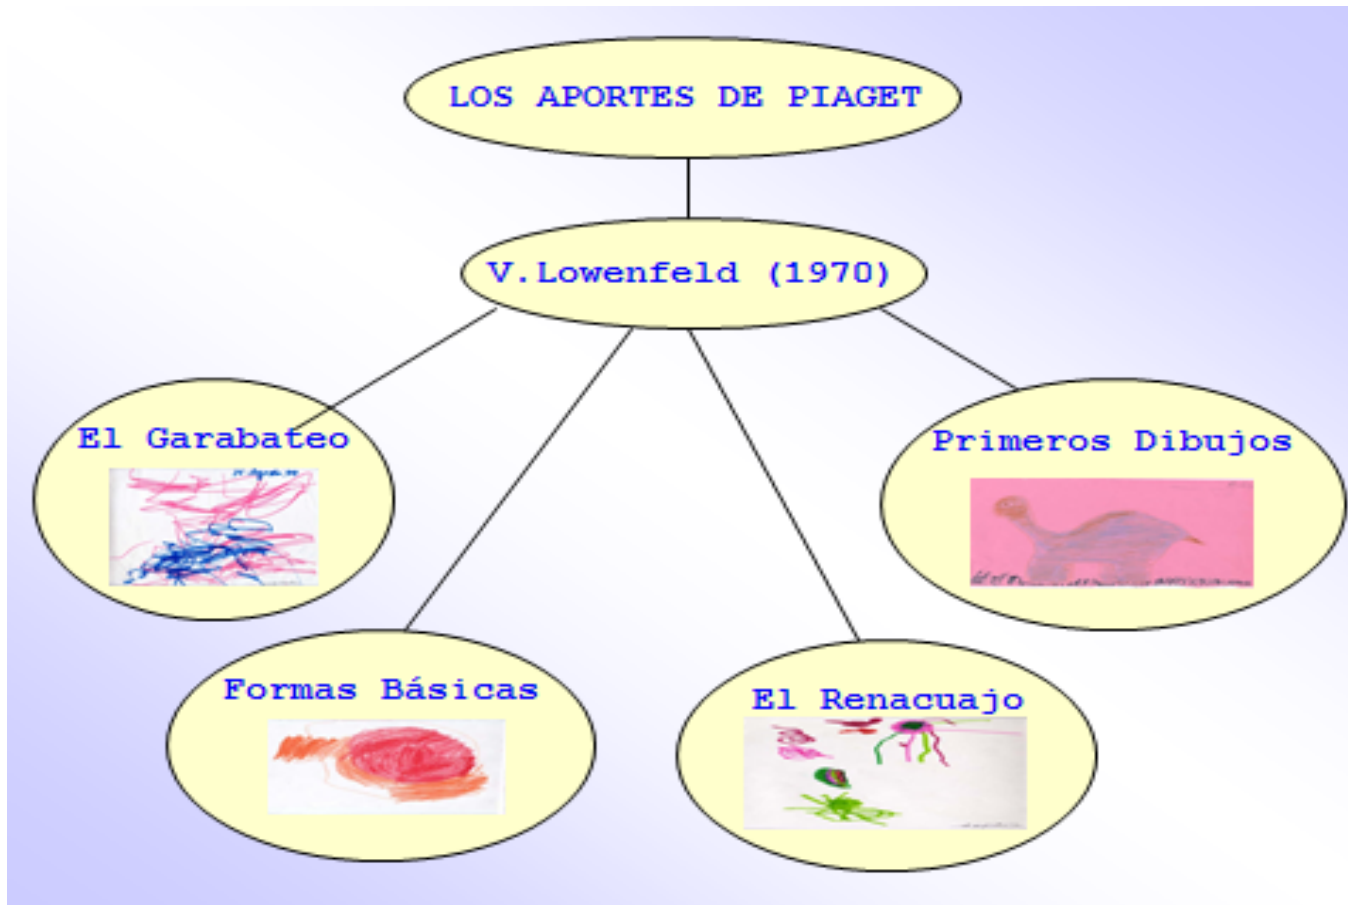 LOS APORTES DE PIAGET
V.Lowenfeld (1970)
El Garabateo
Primeros Dibujos
Formas Básicas
El Renacuajo